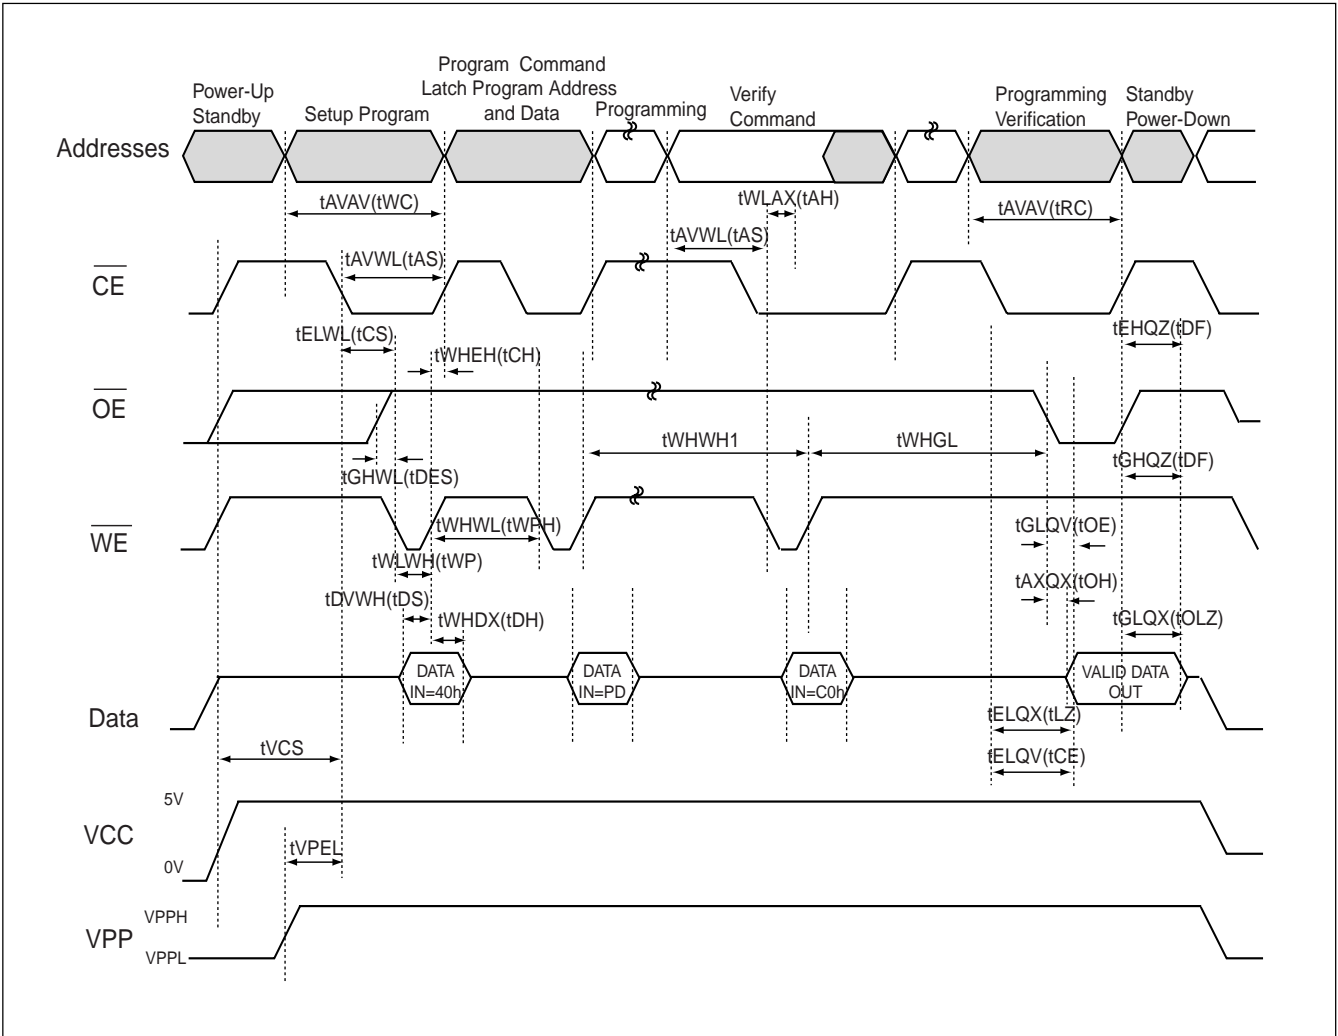 Power-Up
Standby
Setup Program
Program Command
Latch Program Address
and Data
Programming
Verify
Command
Programming
Verification
Standby
Power-Down
Addresses
tAVAV(tWC)
tWLAX(tAH)
tAVAV(tRC)
tAVWL(tAS)
tAVWL(tAS)
CE
tELWL(tCS)
tWHEH(tCH)
tEHQZ(tDF)
OE
tWHWH1
tWHGL
tGHWL(tDES)
tGHQZ(tDF)
WE
tWHWL(tWPH)
tGLQV(tOE)
tWLWH(tWP)
tAXQX(tOH)
tDVWH(tDS)
tWHDX(tDH)
tGLQX(tOLZ)
DATA
IN=40h
DATA
IN=PD
DATA
IN=C0h
VALID DATA
OUT
Data
tELQX(tLZ)
tVCS
tELQV(tCE)
5V
VCC
0V
tVPEL
VPPH
VPP
VPPL